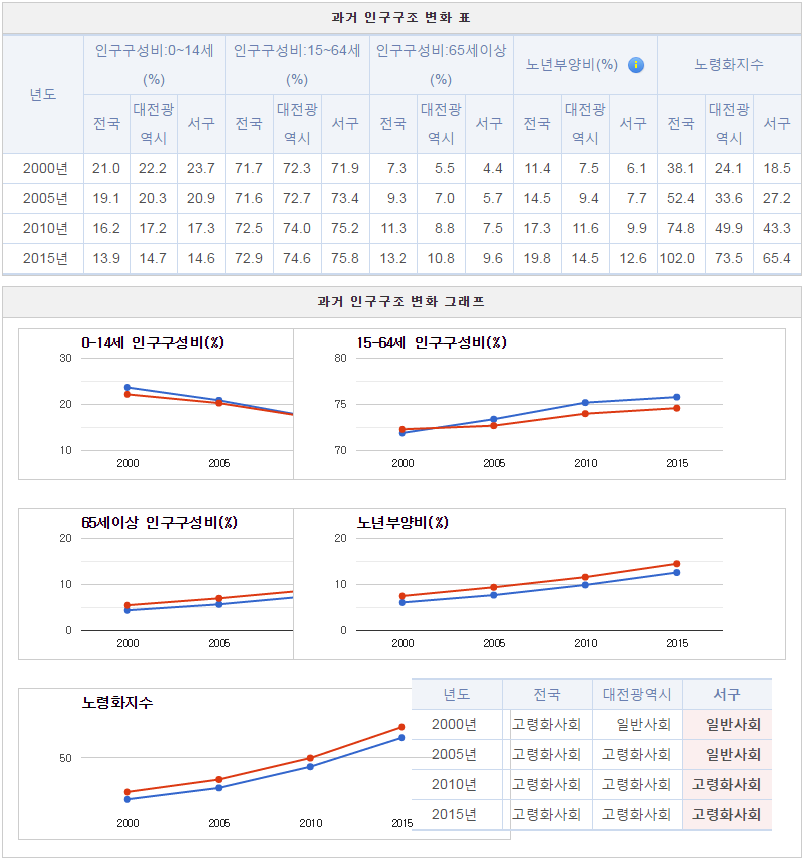 과거 인구구조 변화 표
년도 인구구성비:0~14세 (%) 인구구성비:15~64세 (%) 인구구성비:65세이상 (%) 노년부양비(%) i 노령화지수
전국 대전광역시 서구 전국 대전광역시 서구 전국 대전광역시 서구 전국 대전광역시 서구 전국 대전광역시 서구
2000년 21.0 22.2 23.7 71.7 72.3 71.9 7.3 5.5 4.4 11.4 7.5 6.1 38.1 24.1 18.5
2005년 19.1 20.3 20.9 71.6 72.7 73.4 9.3 7.0 5.7 14.5 9.4 7.7 52.4 33.6 27.2
2010년 16.2 17.2 17.3 72.5 74.0 75.2 11.3 8.8 7.5 17.3 11.6 9.9 74.8 49.9 43.3
2015년 13.9 14.7 14.6 72.9 74.6 75.8 13.2 10.8 9.6 19.8 14.5 12.6 102.0 73.5 65.4
과거 인구구조 변화 그래프
0-14세 인구구성비(%)
30
20
10
2000 2005
15-64세 인구구성비(%)
80
75
70
2000 2005 2010 2015
65세이상 인구구성비(%)
20
10
0
2000 2005
노년부양비(%)
20
10
0
2000 2005 2010 2015
노령화지수
50
2000 2005 2010 2015
년도 전국 대전광역시 서구
2000년 고령화사회 일반사회 일반사회
2005년 고령화사회 고령화사회 일반사회
2010년 고령화사회 고령화사회 고령화사회
2015년 고령화사회 고령화사회 고령화사회